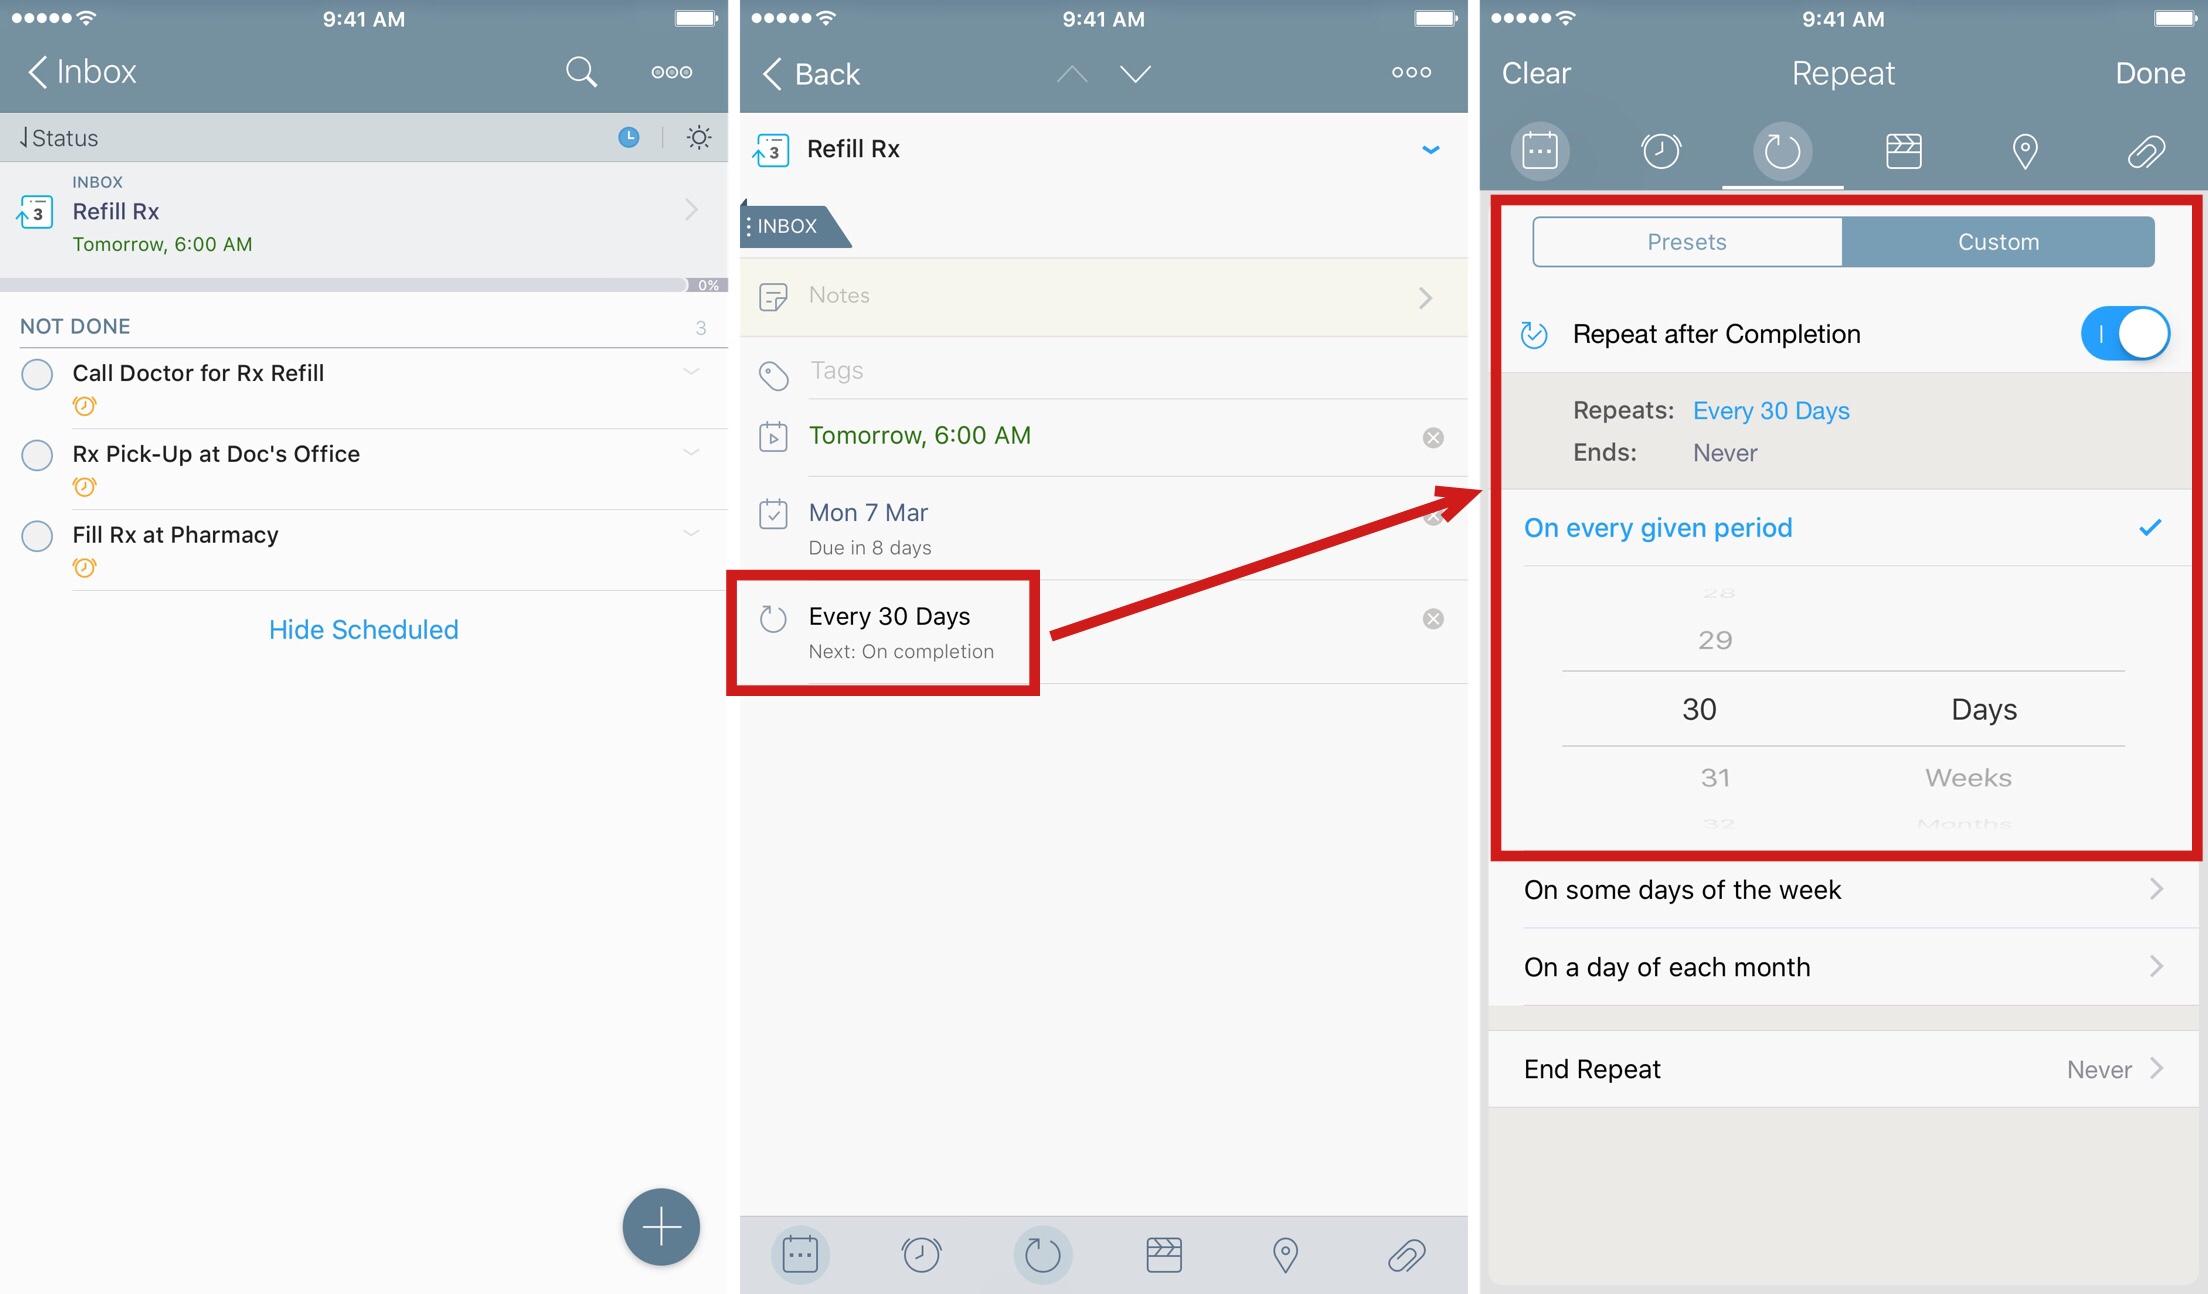 9:41 AM
Inbox
Status
INBOX
3
Refill Rx
Tomorrow, 6:00 AM
0%
NOT DONE 3
Call Doctor for Rx Refill
Rx Pick-Up at Doc's Office
Fill Rx at Pharmacy
Hide Scheduled
9:41 AM
Back
3 Refill Rx
INBOX
Notes
Tags
Tomorrow, 6:00 AM
Mon 7 Mar
Due in 8 days
Every 30 Days
Next: On completion
9:41 AM
Clear Repeat Done
Presets Custom
Repeat after Completion
Repeats: Every 30 Days
Ends: Never
On every given period
28
29
30 Days
31 Weeks
32 Months
On some days of the week
On a day of each month
End Repeat Never